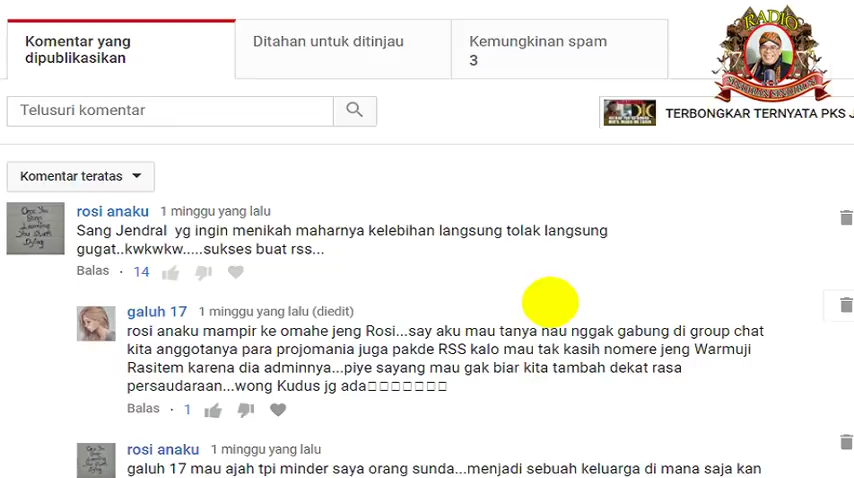 Komentar yang
dipublikasikan
Ditahan untuk ditinjau
Kemungkinan spam
3
RADIO
Telusuri komentar
TERBONGKAR TERNYATA PKS J
Komentar teratas
rosi anaku 1 minggu yang lalu
Sang Jendral yg ingin menikah maharnya kelebihan langsung tolak langsung
gugat..kwkwkw.....sukses buat rss...
Balas · 14
galuh 17 1 minggu yang lalu (diedit)
rosi anaku mampir ke omahe jeng Rosi...say aku mau tanya nau nggak gabung di group chat
kita anggotanya para projomania juga pakde RSS kalo mau tak kasih nomere jeng Warmuji
Rasitem karena dia adminnya...piye sayang mau gak biar kita tambah dekat rasa
persaudaraan...wong Kudus jg ada
Balas · 1
rosi anaku 1 minggu yang lalu
galuh 17 mau ajah tpi minder saya orang sunda...menjadi sebuah keluarga di mana saja kan